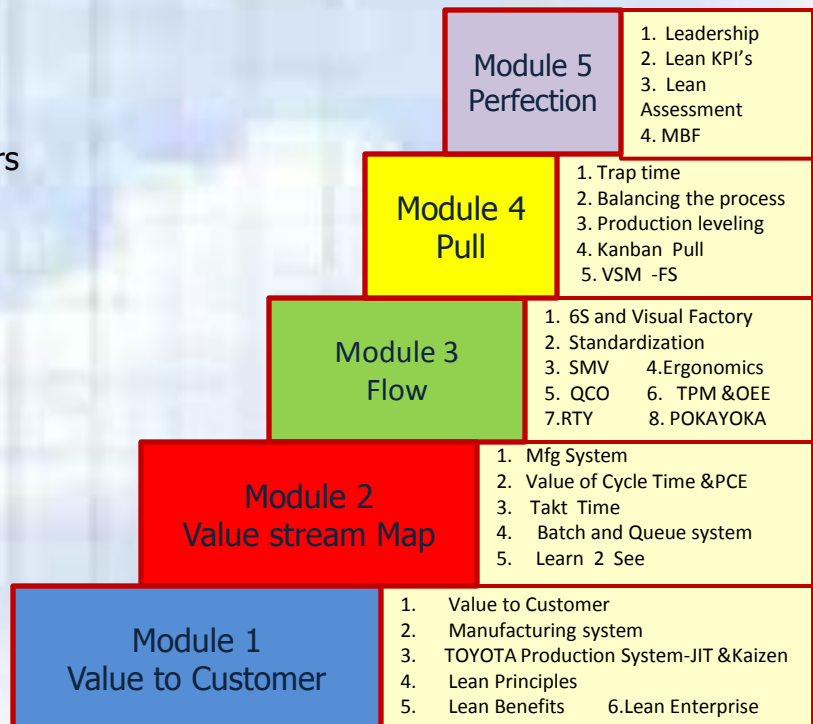 rs
Module 5
Perfection
1. Leadership
2. Lean KPI's
3. Lean
Assessment
4. MBF
Module 4
Pull
1. Trap time
2. Balancing the process
3. Production leveling
4. Kanban Pull
5. VSM -FS
Module 3
Flow
1. 6S and Visual Factory
2. Standardization
3. SMV 4.Ergonomics
5. QCO 6. TPM &OEE
7.RTY 8. POKAYOKA
Module 2
Value stream Map
1. Mfg System
2. Value of Cycle Time &PCE
3. Takt Time
4. Batch and Queue system
5. Learn 2 See
Module 1
Value to Customer
1. Value to Customer
2. Manufacturing system
3. TOYOTA Production System-JIT &Kaizen
4. Lean Principles
5. Lean Benefits 6.Lean Enterprise